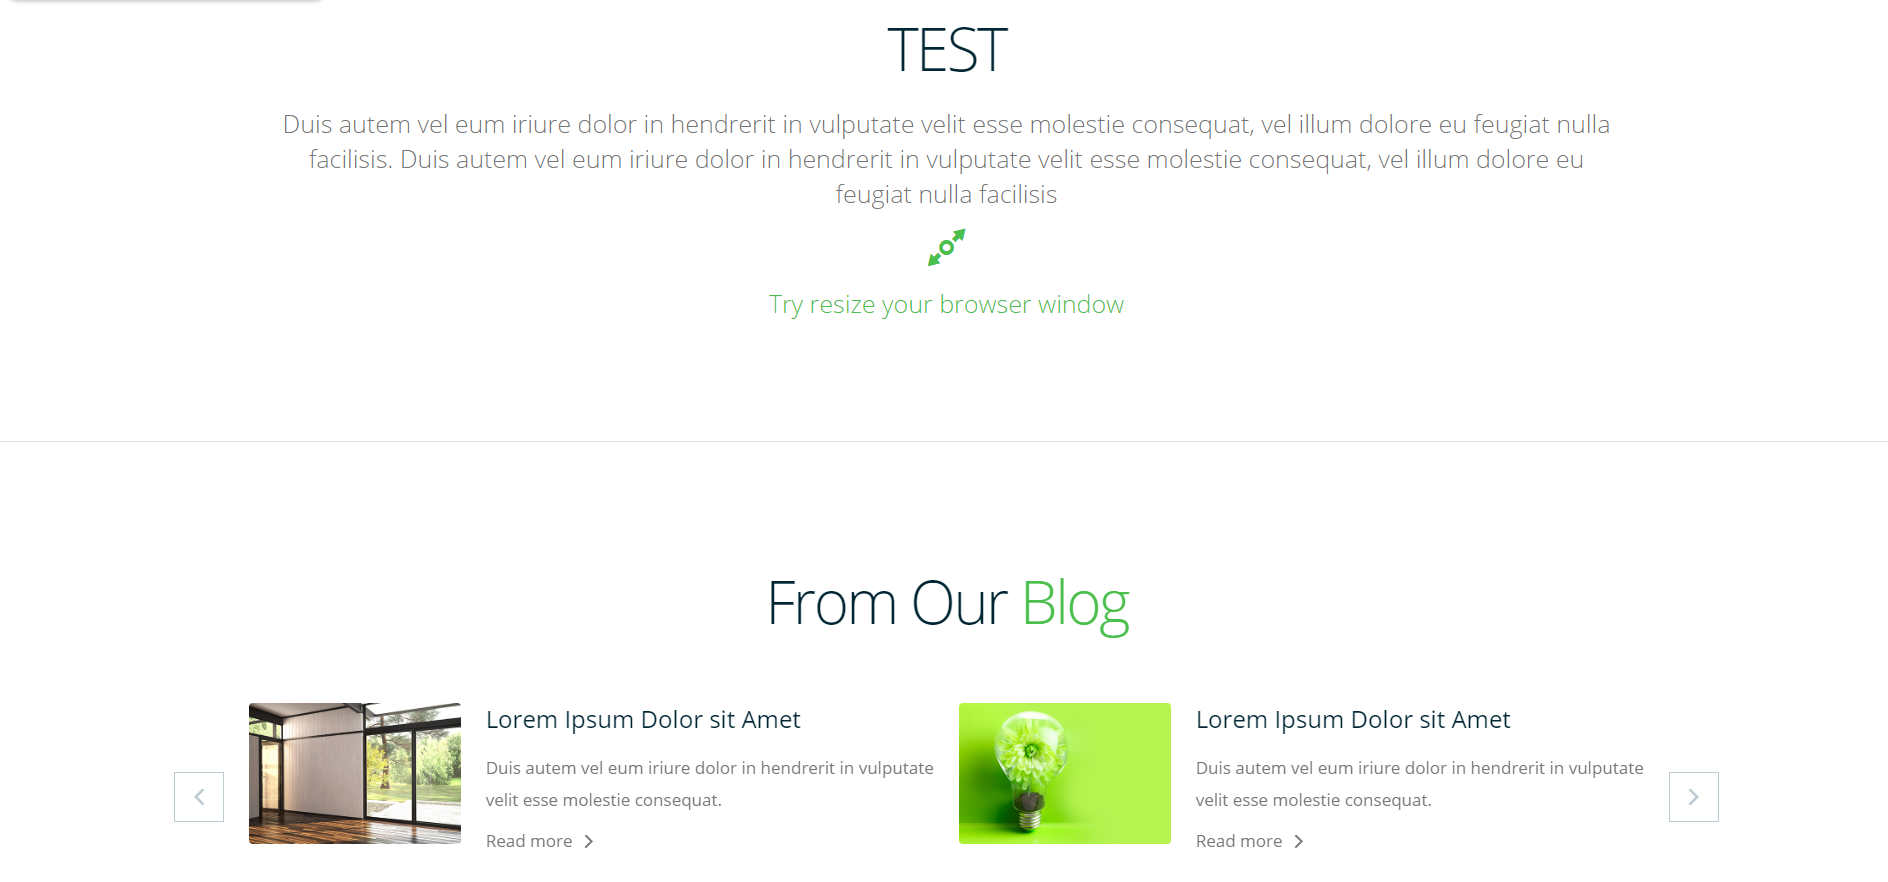 TEST
Duis autem vel eum iriure dolor in hendrerit in vulputate velit esse molestie consequat, vel illum dolore eu feugiat nulla
facilisis. Duis autem vel eum iriure dolor in hendrerit in vulputate velit esse molestie consequat, vel illum dolore eu
feugiat nulla facilisis
Try resize your browser window
From Our Blog
Lorem Ipsum Dolor sit Amet
Duis autem vel eum iriure dolor in hendrerit in vulputate
velit esse molestie consequat.
Read more
Lorem Ipsum Dolor sit Amet
Duis autem vel eum iriure dolor in hendrerit in vulputate
velit esse molestie consequat.
Read more